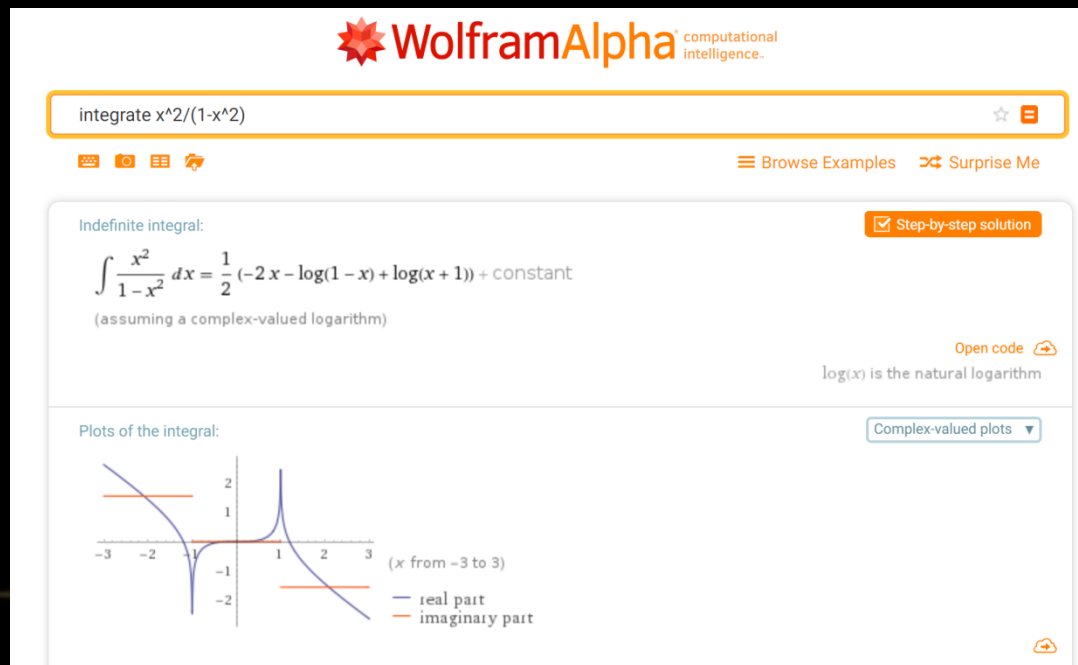 WolframAlpha computational intelligence.
integrate x^2/(1-x^2)
Browse Examples Surprise Me
Indefinite integral: Step-by-step solution
∫ x²/(1 − x²) dx = 1/2 (−2 x − log(1 − x) + log(x + 1)) + constant
(assuming a complex-valued logarithm)
Open code
log(x) is the natural logarithm
Plots of the integral: Complex-valued plots ▼
2
1
−3 −2 −1 1 2 3
(x from −3 to 3)
−1
−2
real part
imaginary part